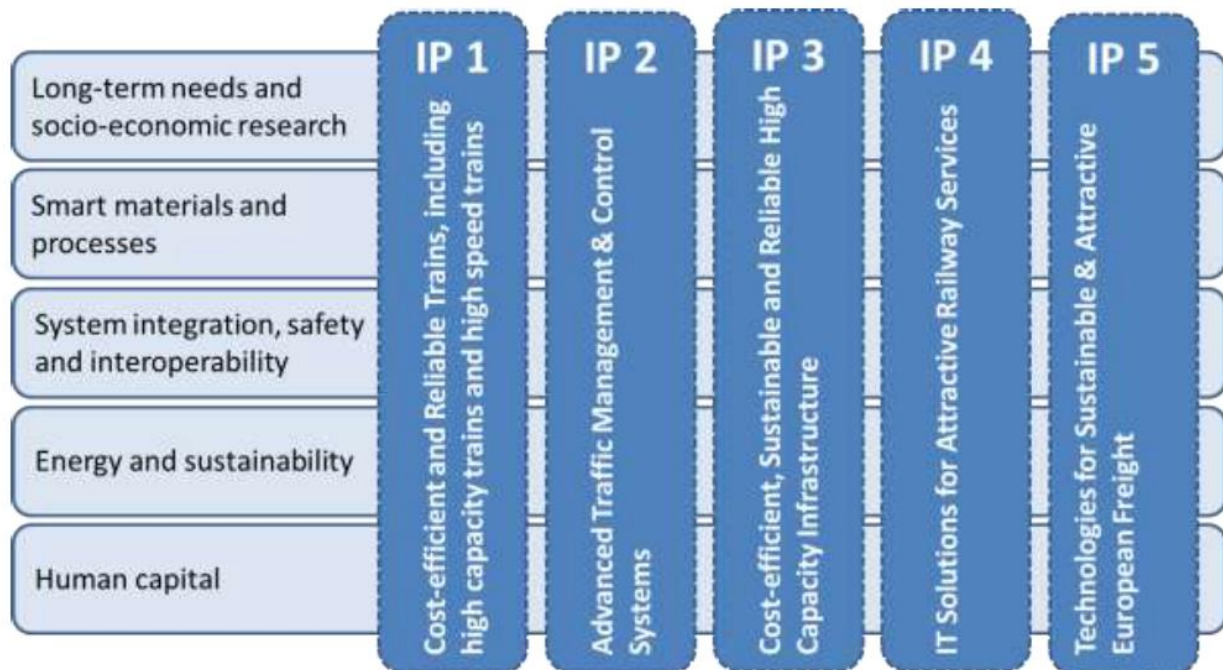 Long-term needs and
socio-economic research
Smart materials and
processes
System integration, safety
and interoperability
Energy and sustainability
Human capital
IP 1
Cost-efficient and Reliable Trains, including
high capacity trains and high speed trains
IP 2
Advanced Traffic Management & Control
Systems
IP 3
Cost-efficient, Sustainable and Reliable High
Capacity Infrastructure
IP 4
IT Solutions for Attractive Railway Services
IP 5
Technologies for Sustainable & Attractive
European Freight